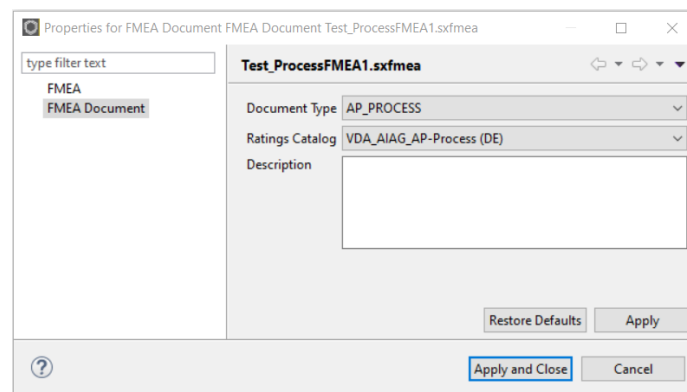 Properties for FMEA Document FMEA Document Test_ProcessFMEA1.sxfmea
type filter text
FMEA
FMEA Document
Test_ProcessFMEA1.sxfmea
Document Type AP_PROCESS
Ratings Catalog VDA_AIAG_AP-Process (DE)
Description
Restore Defaults Apply
? Apply and Close Cancel